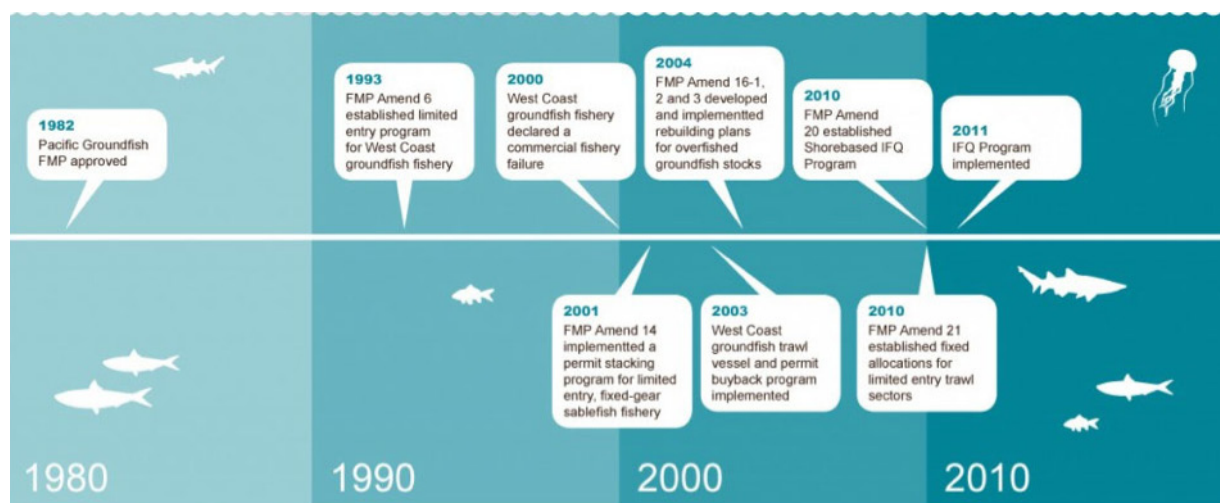 1982
Pacific Groundfish
FMP approved
1993
FMP Amend 6
established limited
entry program
for West Coast
groundfish fishery
2000
West Coast
groundfish fishery
declared a
commercial fishery
failure
2004
FMP Amend 16-1,
2 and 3 developed
and implementted
rebuilding plans
for overfished
groundfish stocks
2010
FMP Amend
20 established
Shorebased IFQ
Program
2011
IFQ Program
implemented
2001
FMP Amend 14
implementted a
permit stacking
program for limited
entry, fixed-gear
sablefish fishery
2003
West Coast
groundfish trawl
vessel and permit
buyback program
implemented
2010
FMP Amend 21
established fixed
allocations for
limited entry trawl
sectors
1980
1990
2000
2010